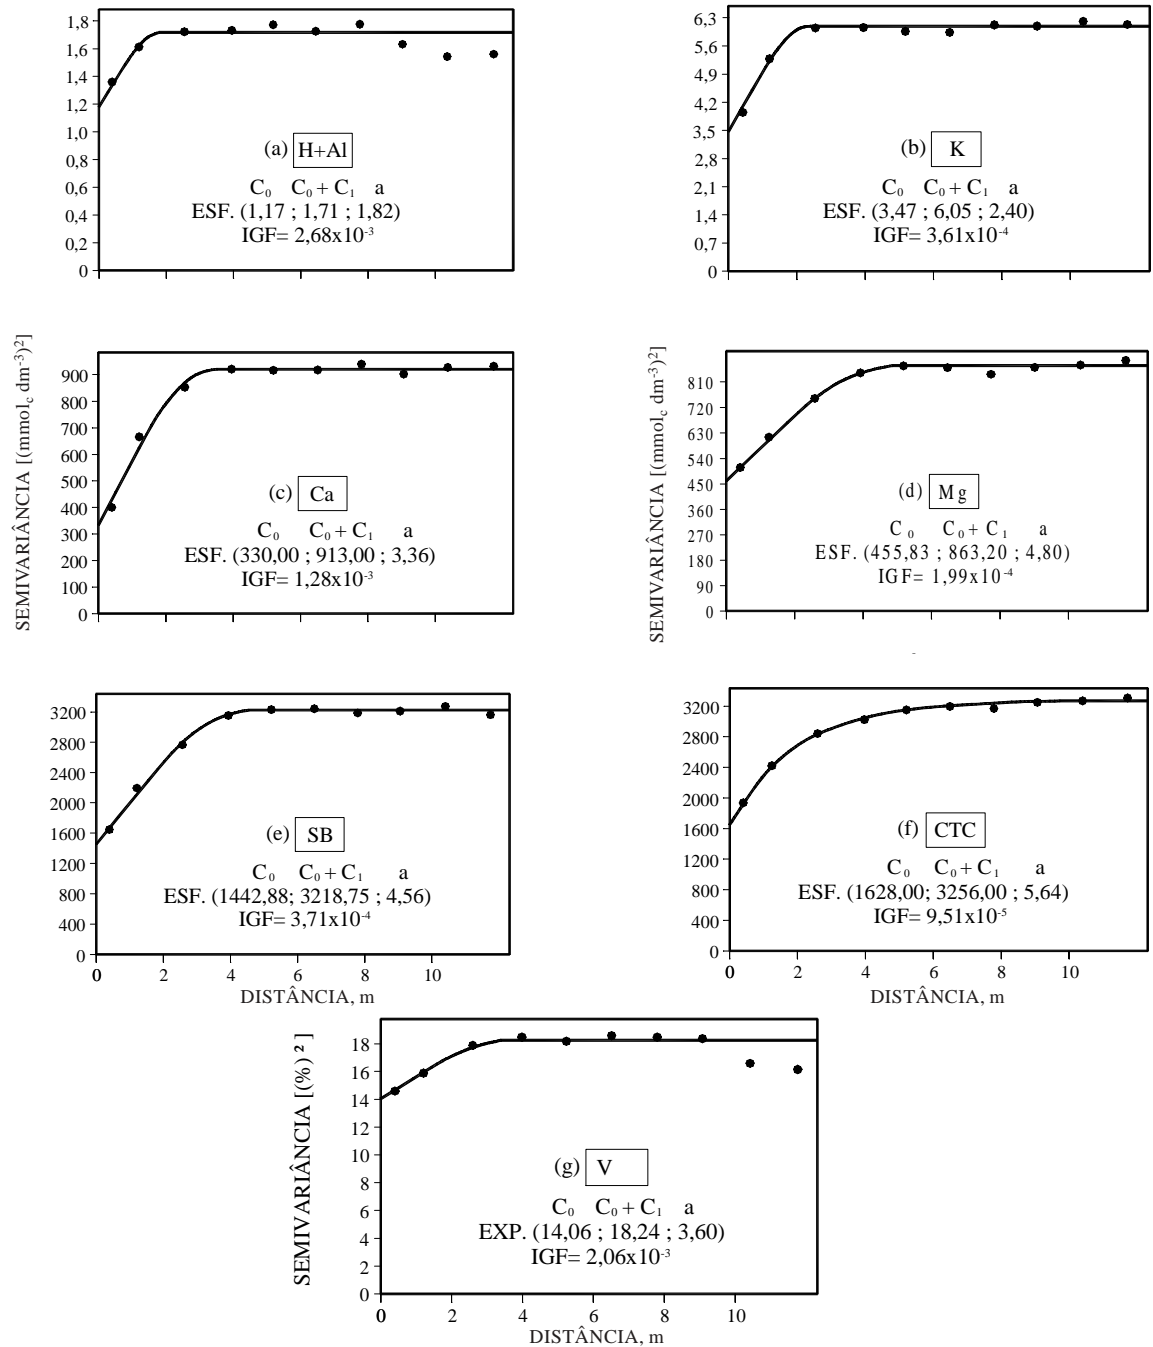 1,8
1,6
1,4
1,2
1,0
0,8
0,6
0,4
0,2
0
(a) H+Al
C₀ C₀ + C₁ a
ESF. (1,17 ; 1,71 ; 1,82)
IGF= 2,68x10⁻³
6,3
5,6
4,9
4,2
3,5
2,8
2,1
1,4
0,7
0
(b) K
C₀ C₀ + C₁ a
ESF. (3,47 ; 6,05 ; 2,40)
IGF= 3,61x10⁻⁴
SEMIVARIÂNCIA [(mmol꜀ dm⁻³)²]
900
800
700
600
500
400
300
200
100
0
(c) Ca
C₀ C₀ + C₁ a
ESF. (330,00 ; 913,00 ; 3,36)
IGF= 1,28x10⁻³
SEMIVARIÂNCIA [(mmol꜀ dm⁻³)²]
810
720
630
540
450
360
270
180
90
0
(d) Mg
C₀ C₀ + C₁ a
ESF. (455,83 ; 863,20 ; 4,80)
IGF= 1,99x10⁻⁴
3200
2800
2400
2000
1600
1200
800
400
0
(e) SB
C₀ C₀ + C₁ a
ESF. (1442,88; 3218,75 ; 4,56)
IGF= 3,71x10⁻⁴
0 2 4 6 8 10
DISTÂNCIA, m
3200
2400
2000
1600
1200
800
400
0
(f) CTC
C₀ C₀ + C₁ a
ESF. (1628,00; 3256,00 ; 5,64)
IGF= 9,51x10⁻⁵
0 2 4 6 8 10
DISTÂNCIA, m
SEMIVARIÂNCIA [(%)²]
18
16
14
12
10
8
6
4
2
0
(g) V
C₀ C₀ + C₁ a
EXP. (14,06 ; 18,24 ; 3,60)
IGF= 2,06x10⁻³
0 2 4 6 8 10
DISTÂNCIA, m